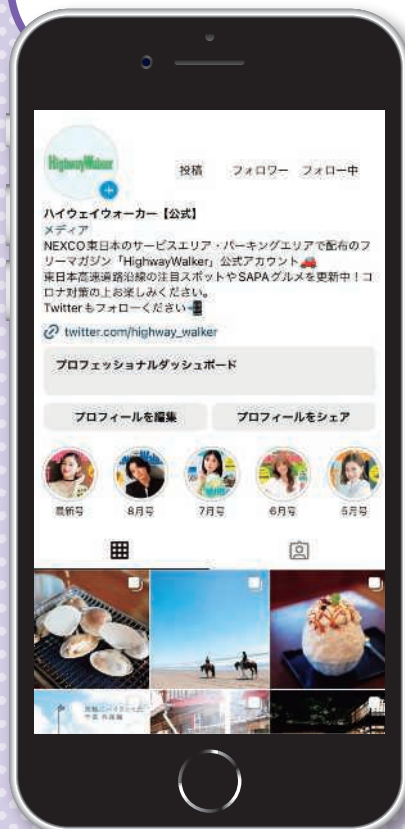 HighwayWalker
投稿 フォロワー フォロー中
ハイウェイウォーカー【公式】
メディア
NEXCO東日本のサービスエリア・パーキングエリアで配布のフ
リーマガジン「HighwayWalker」公式アカウント🚗
東日本高速道路沿線の注目スポットやSAPAグルメを更新中！コ
ロナ対策の上お楽しみください。
Twitterもフォローください📲
twitter.com/highway_walker
プロフェッショナルダッシュボード
プロフィールを編集 プロフィールをシェア
最新号 8月号 7月号 6月号 5月号